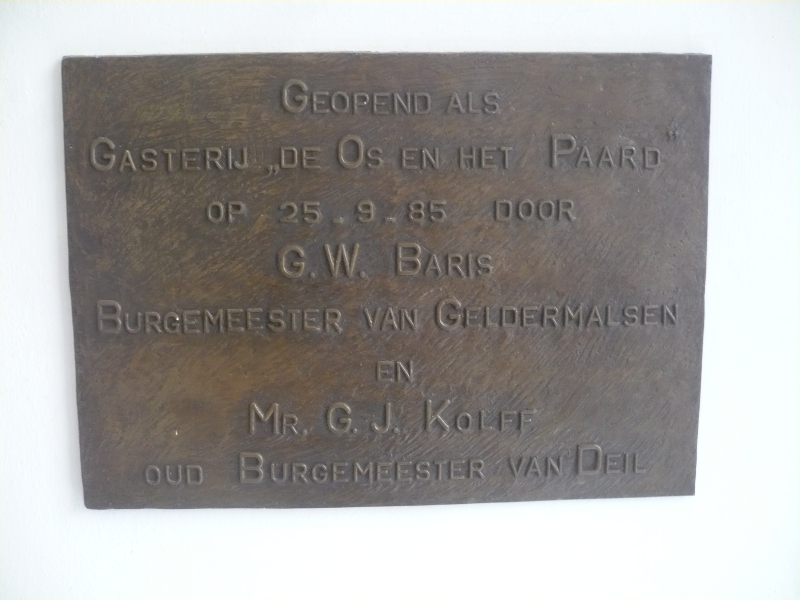 GEOPEND ALS
GASTERIJ „DE OS EN HET PAARD"
OP 25.9.85 DOOR
G.W. BARIS
BURGEMEESTER VAN GELDERMALSEN
EN
MR. G.J. KOLFF
OUD BURGEMEESTER VAN DEIL